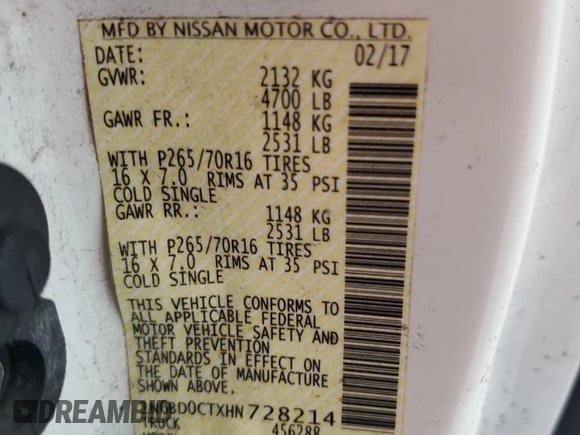 MFD BY NISSAN MOTOR CO., LTD.
DATE: 02/17
GVWR: 2132 KG
4700 LB
GAWR FR.: 1148 KG
2531 LB
WITH P265/70R16 TIRES
16 X 7.0 RIMS AT 35 PSI
COLD SINGLE
GAWR RR.: 1148 KG
2531 LB
WITH P265/70R16 TIRES
16 X 7.0 RIMS AT 35 PSI
COLD SINGLE
THIS VEHICLE CONFORMS TO
ALL APPLICABLE FEDERAL
MOTOR VEHICLE SAFETY AND
THEFT PREVENTION
STANDARDS IN EFFECT ON
THE DATE OF MANUFACTURE
SHOWN ABOVE.
1N6BD0CTXHN728214
TRUCK 456288
RIDEWITHDEAL